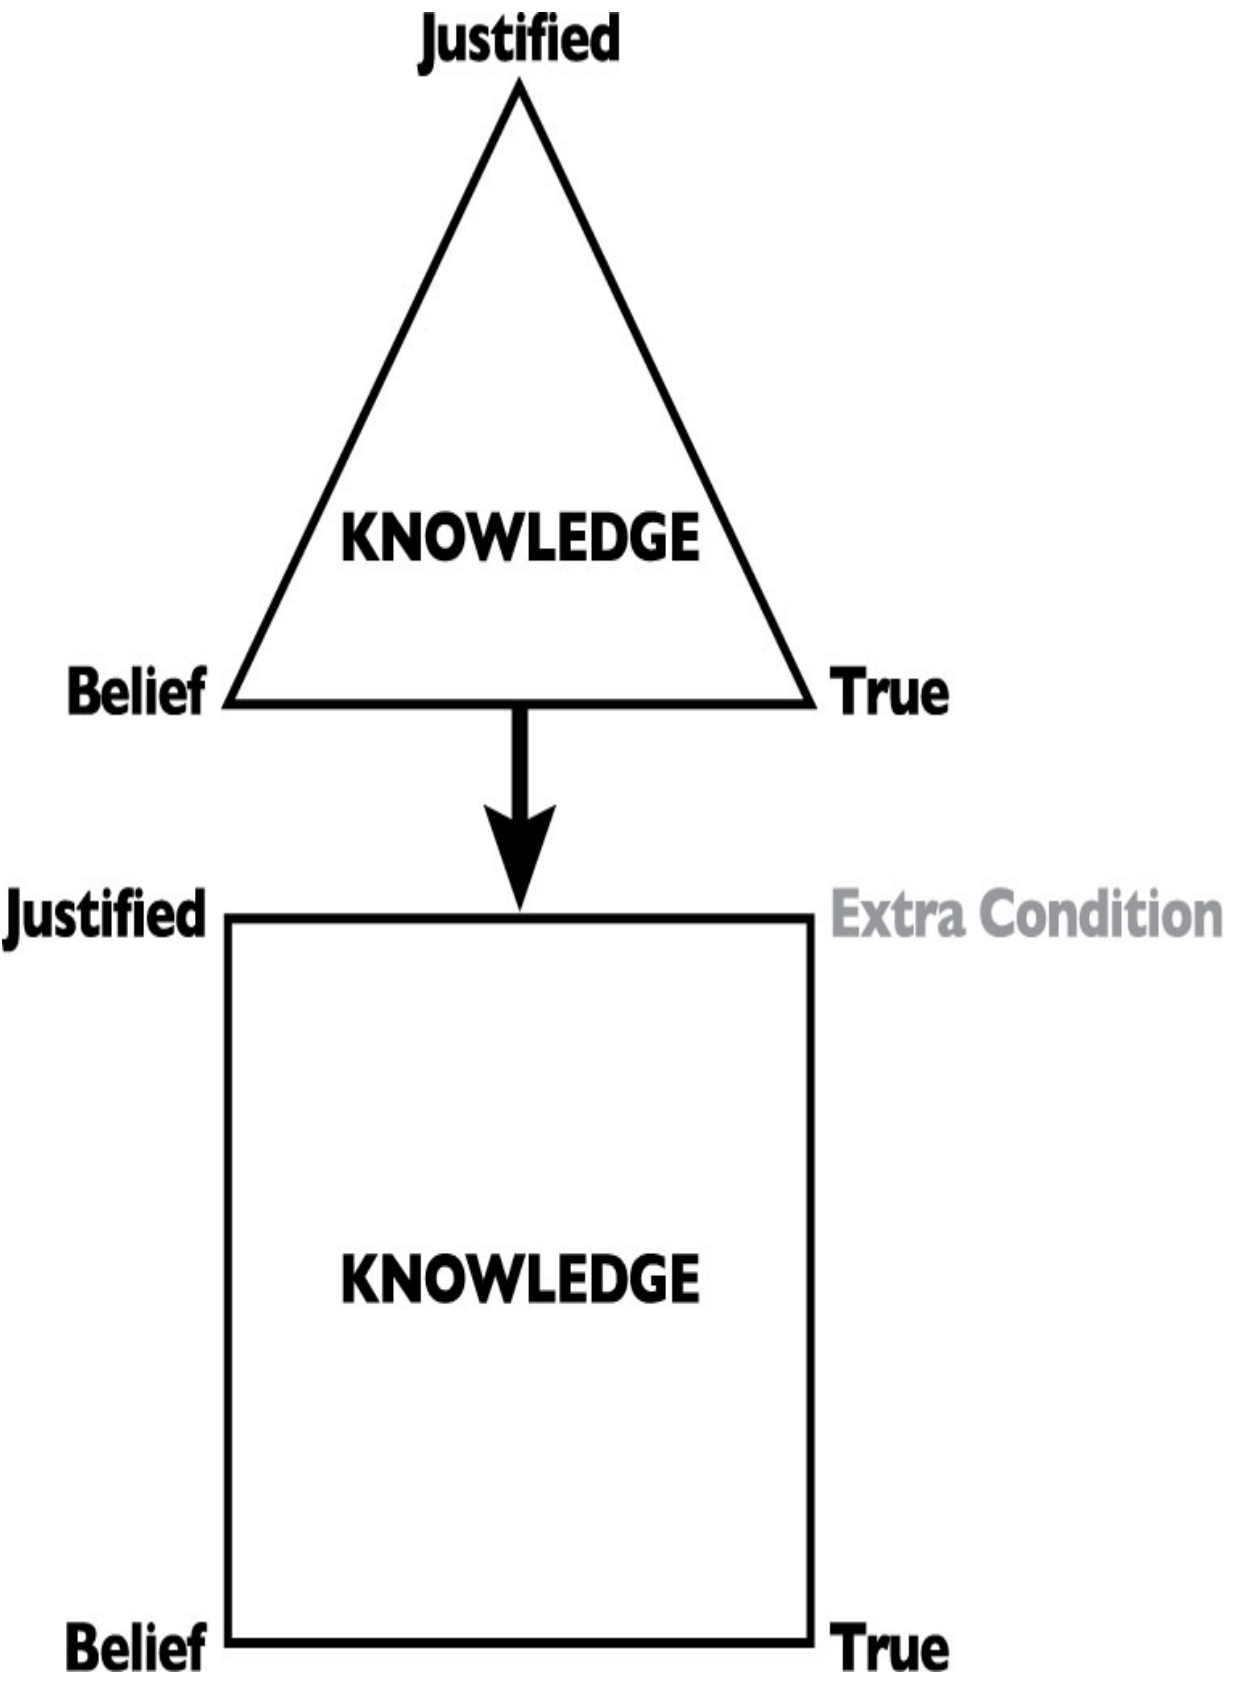 Justified
KNOWLEDGE
Belief
True
Justified
Extra Condition
KNOWLEDGE
Belief
True